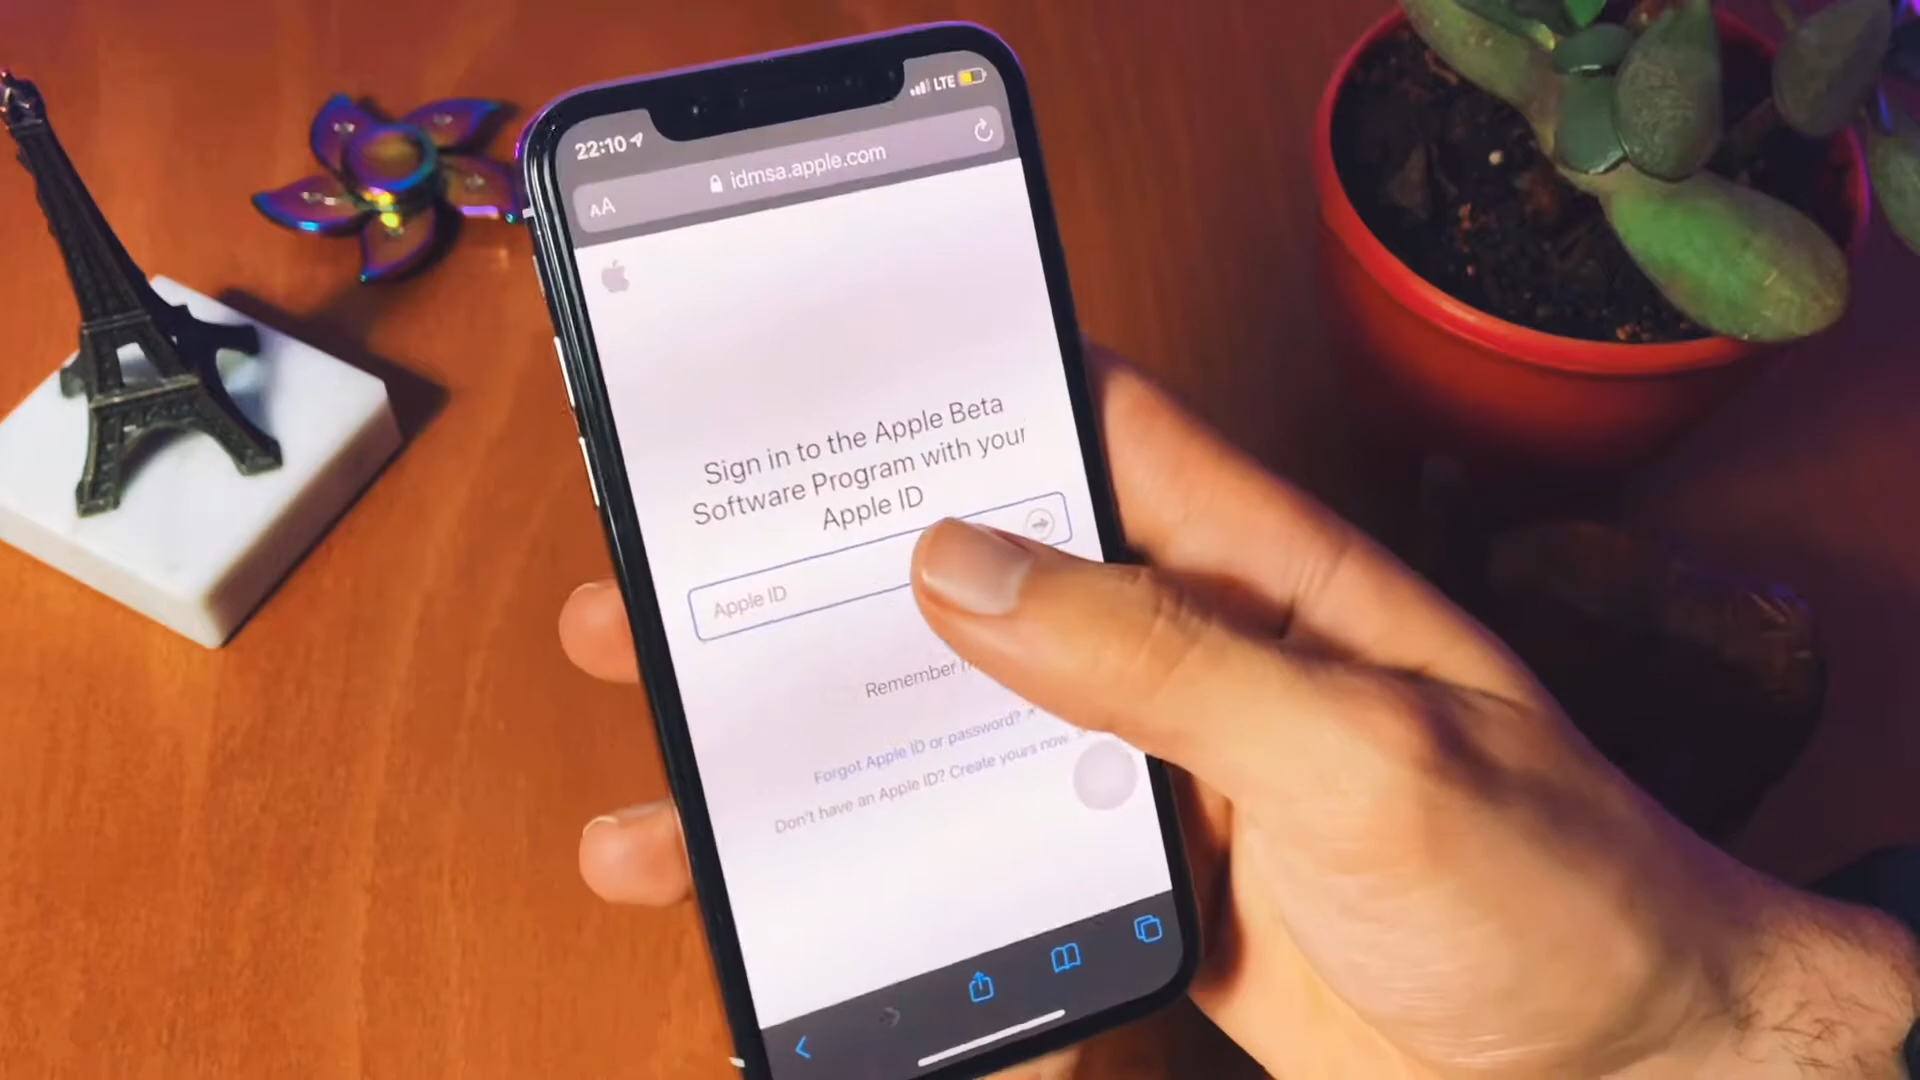 22:10
LTE
AA
idmsa.apple.com
Sign in to the Apple Beta
Software Program with your
Apple ID
Apple ID
Remember
Forgot Apple ID or password?
Don't have an Apple ID? Create yours now